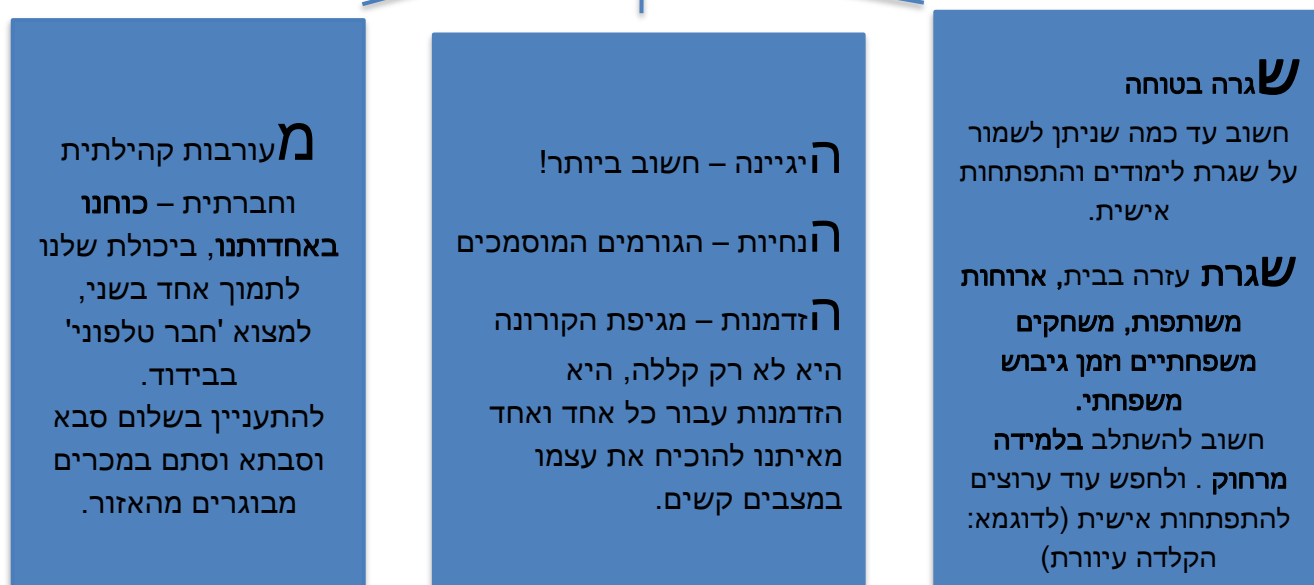 שגרה בטוחה
חשוב עד כמה שניתן לשמור
על שגרת לימודים והתפתחות
אישית.
שגרת עזרה בבית, ארוחות
משותפות, משחקים
משפחתיים וזמן גיבוש
משפחתי.
חשוב להשתלב בלמידה
מרחוק . ולחפש עוד ערוצים
להתפתחות אישית (לדוגמא:
הקלדה עיוורת)
היגיינה – חשוב ביותר!
הנחיות – הגורמים המוסמכים
הזדמנות – מגיפת הקורונה
היא לא רק קללה, היא
הזדמנות עבור כל אחד ואחד
מאיתנו להוכיח את עצמו
במצבים קשים.
מעורבות קהילתית
וחברתית – כוחנו
באחדותנו, ביכולת שלנו
לתמוך אחד בשני,
למצוא 'חבר טלפוני'
בבידוד.
להתעניין בשלום סבא
וסבתא וסתם במכרים
מבוגרים מהאזור.